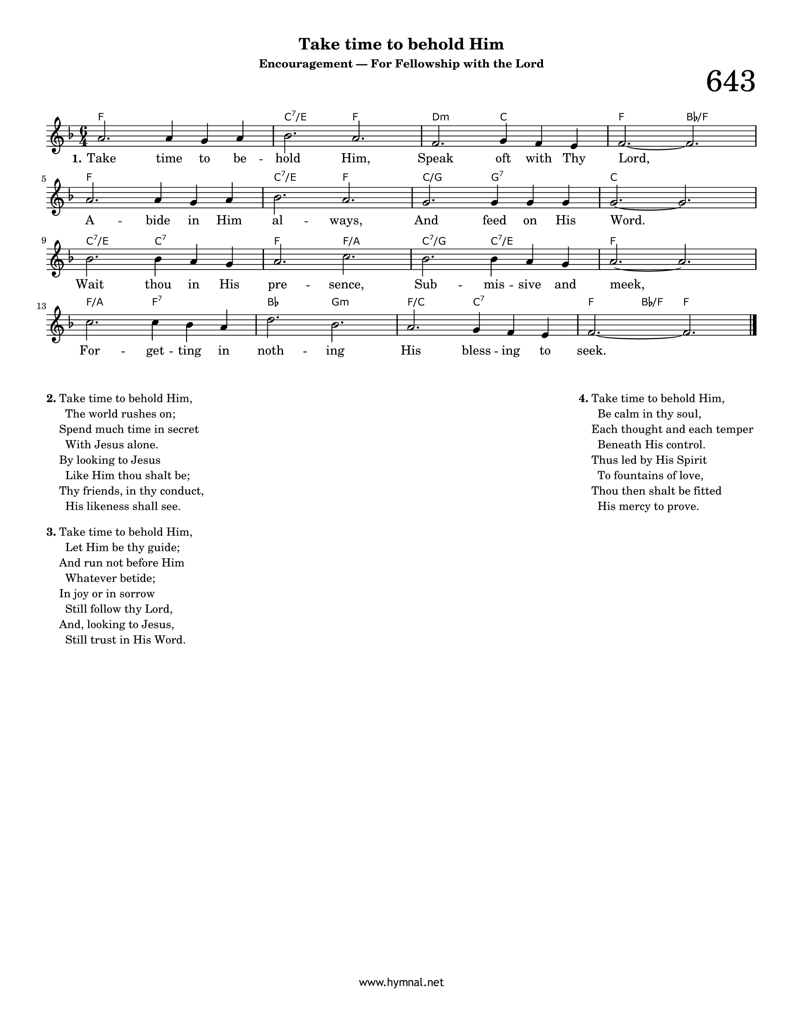 Take time to behold Him
Encouragement — For Fellowship with the Lord
643
F C7/E F Dm C F B♭/F
1. Take time to be - hold Him, Speak oft with Thy Lord,
5
F C7/E F C/G G7 C
A - bide in Him al - ways, And feed on His Word.
9
C7/E C7 F F/A C7/G C7/E F
Wait thou in His pre - sence, Sub - mis - sive and meek,
13
F/A F7 B♭ Gm F/C C7 F B♭/F F
For - get - ting in noth - ing His bless - ing to seek.
2. Take time to behold Him,
The world rushes on;
Spend much time in secret
With Jesus alone.
By looking to Jesus
Like Him thou shalt be;
Thy friends, in thy conduct,
His likeness shall see.
3. Take time to behold Him,
Let Him be thy guide;
And run not before Him
Whatever betide;
In joy or in sorrow
Still follow thy Lord,
And, looking to Jesus,
Still trust in His Word.
4. Take time to behold Him,
Be calm in thy soul,
Each thought and each temper
Beneath His control.
Thus led by His Spirit
To fountains of love,
Thou then shalt be fitted
His mercy to prove.
www.hymnal.net